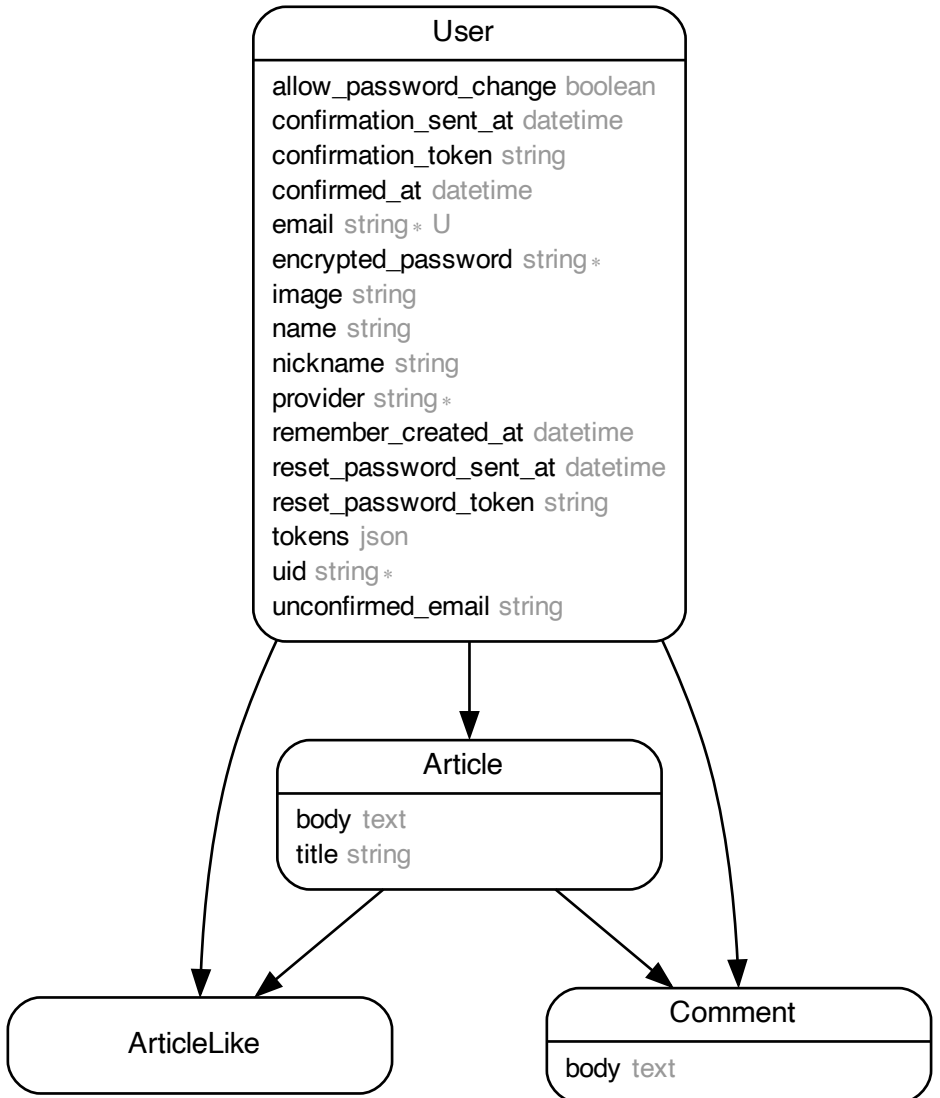 User
allow_password_change boolean
confirmation_sent_at datetime
confirmation_token string
confirmed_at datetime
email string* U
encrypted_password string*
image string
name string
nickname string
provider string*
remember_created_at datetime
reset_password_sent_at datetime
reset_password_token string
tokens json
uid string*
unconfirmed_email string
Article
body text
title string
ArticleLike
Comment
body text